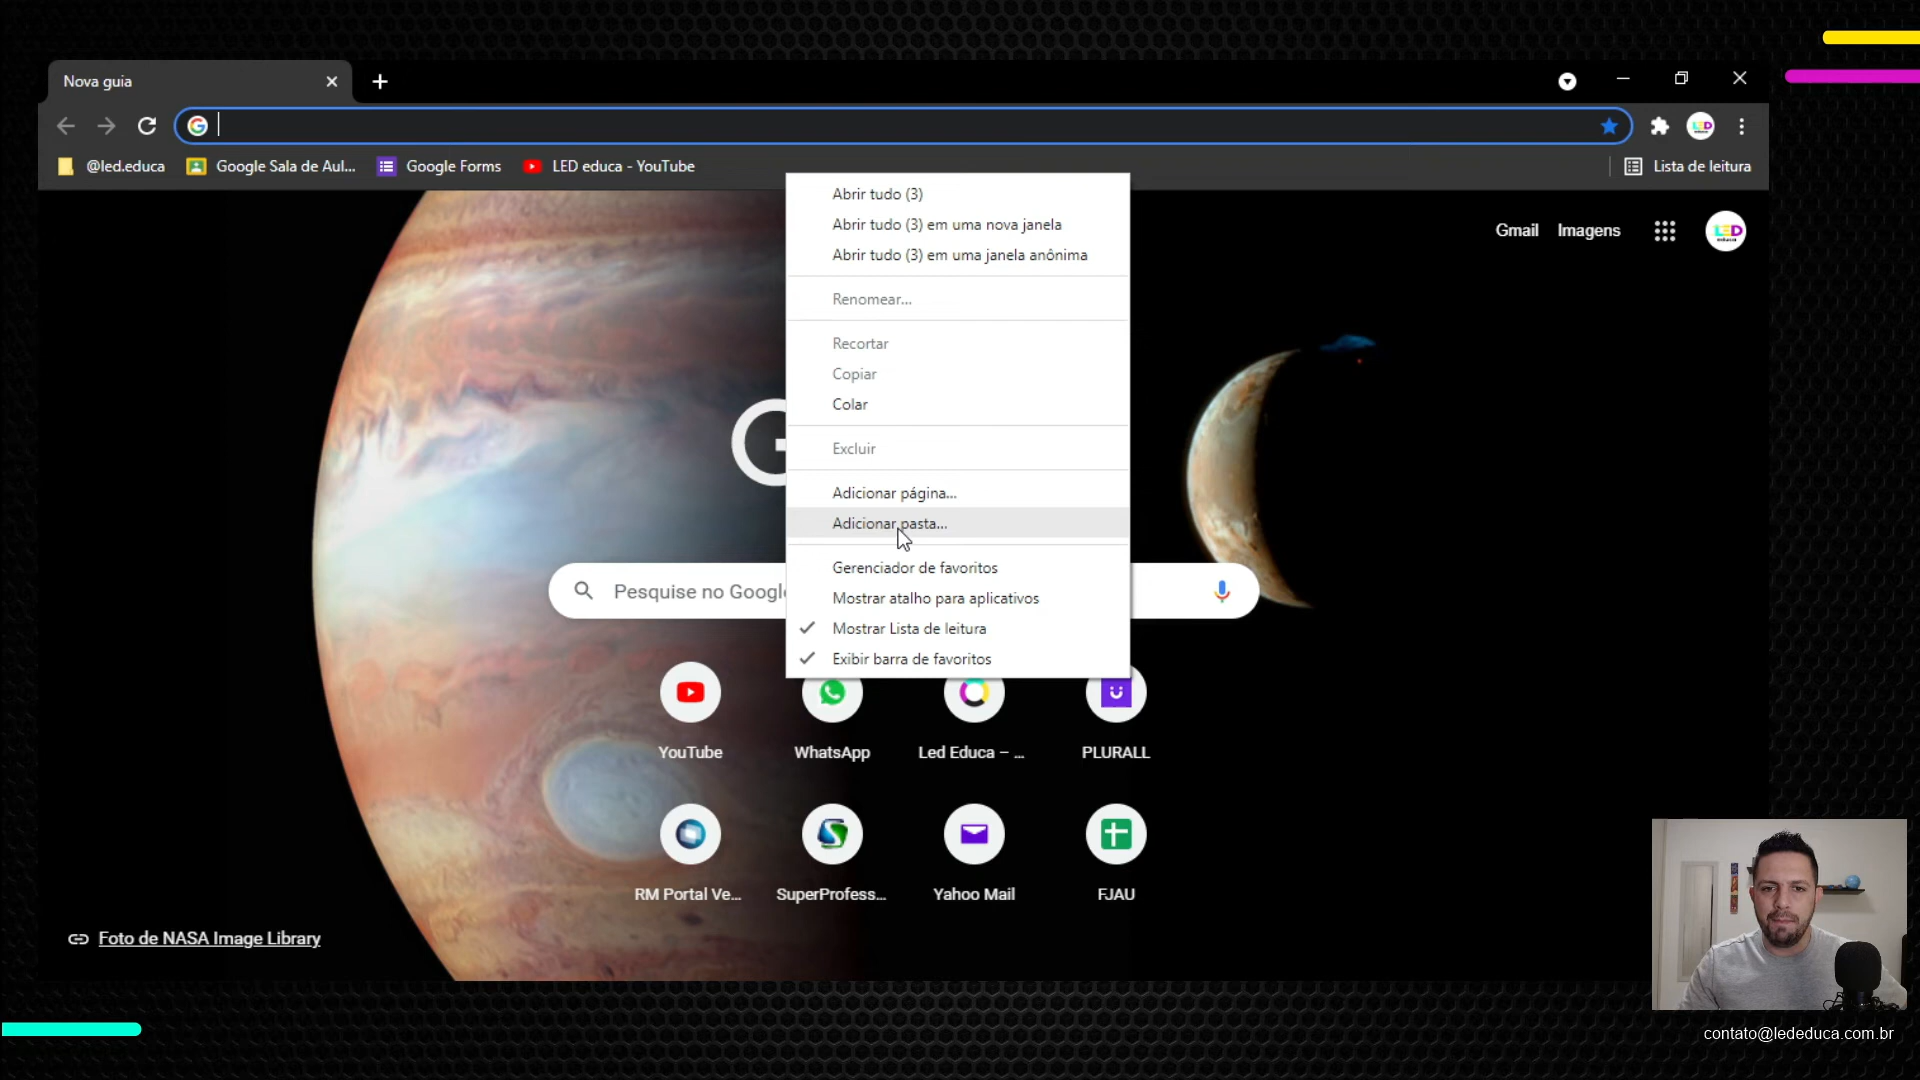 Nova guia
@led.educa
Google Sala de Aul...
Google Forms
LED educa - YouTube
Lista de leitura
Gmail
Imagens
LED
Abrir tudo (3)
Abrir tudo (3) em uma nova janela
Abrir tudo (3) em uma janela anônima
Renomear...
Recortar
Copiar
Colar
Excluir
Adicionar página...
Adicionar pasta...
Gerenciador de favoritos
Mostrar atalho para aplicativos
Mostrar Lista de leitura
Exibir barra de favoritos
G
Pesquise no Googl
YouTube
WhatsApp
Led Educa – ...
PLURALL
RM Portal Ve...
SuperProfess...
Yahoo Mail
FJAU
Foto de NASA Image Library
contato@lededuca.com.br